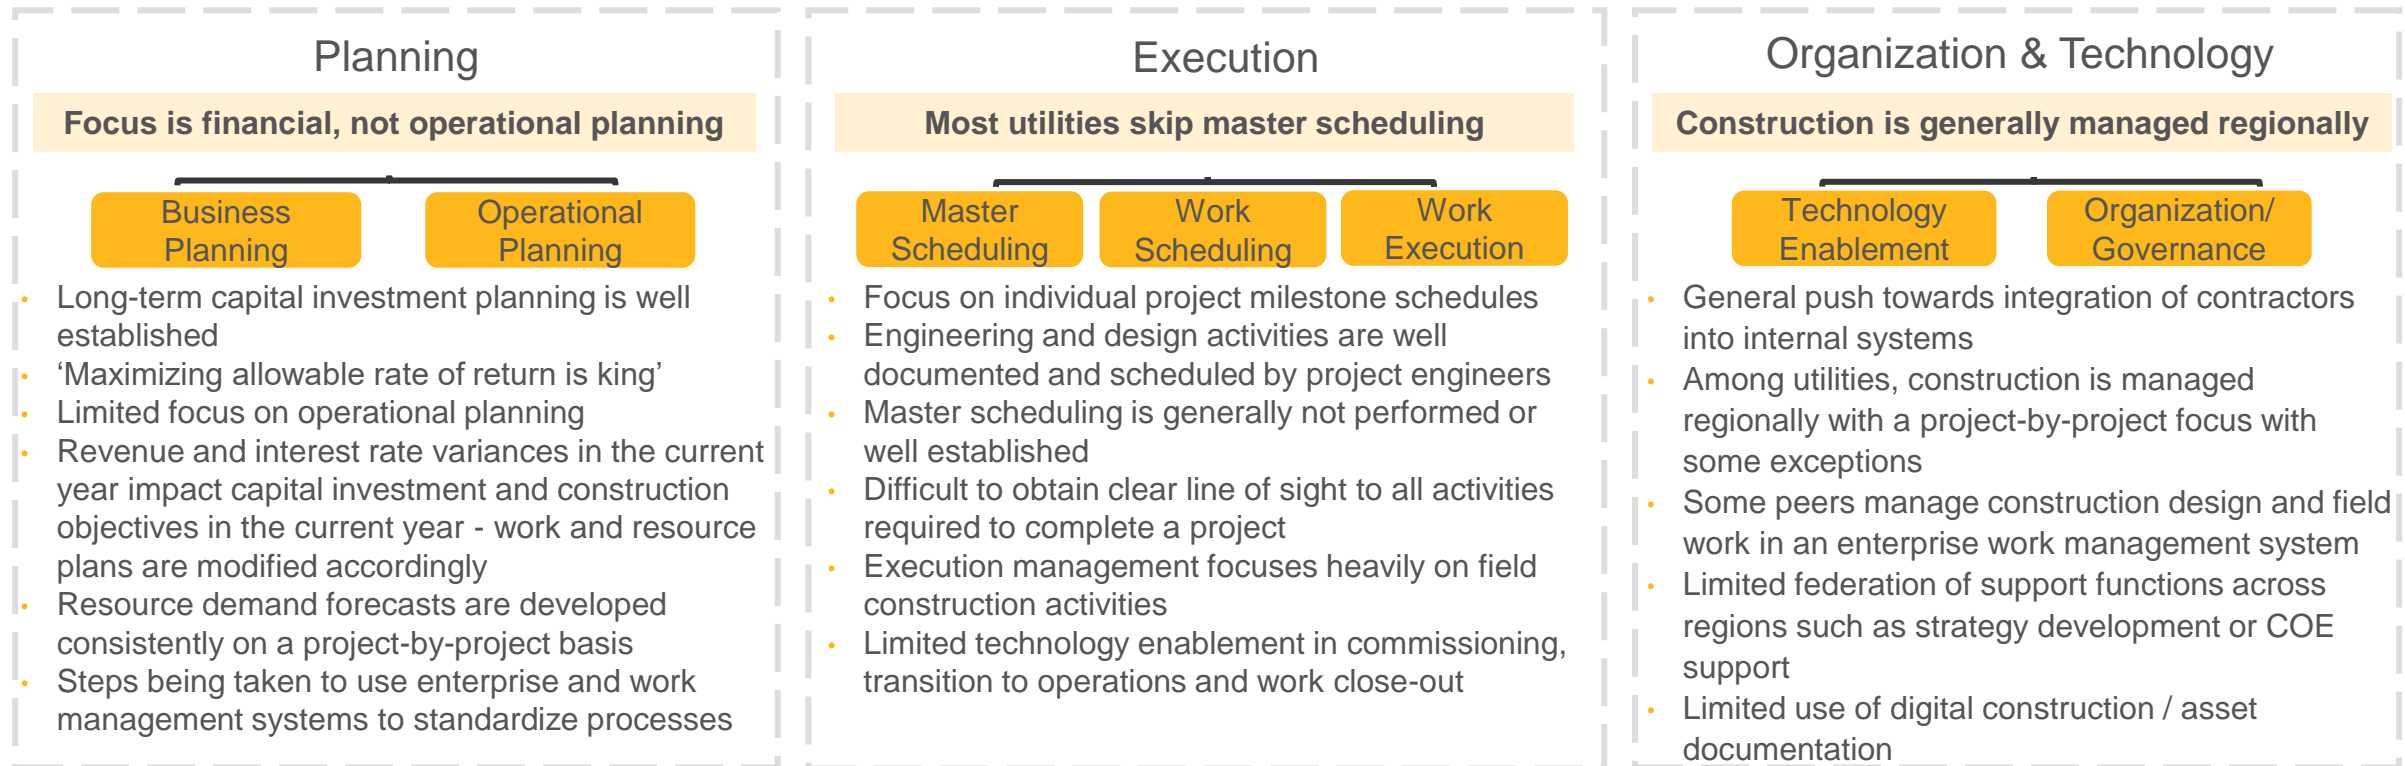 Planning
Focus is financial, not operational planning
Business
Planning
Operational
Planning
• Long-term capital investment planning is well
established
• ‘Maximizing allowable rate of return is king’
• Limited focus on operational planning
• Revenue and interest rate variances in the current
year impact capital investment and construction
objectives in the current year - work and resource
plans are modified accordingly
• Resource demand forecasts are developed
consistently on a project-by-project basis
• Steps being taken to use enterprise and work
management systems to standardize processes
Execution
Most utilities skip master scheduling
Master
Scheduling
Work
Scheduling
Work
Execution
• Focus on individual project milestone schedules
• Engineering and design activities are well
documented and scheduled by project engineers
• Master scheduling is generally not performed or
well established
• Difficult to obtain clear line of sight to all activities
required to complete a project
• Execution management focuses heavily on field
construction activities
• Limited technology enablement in commissioning,
transition to operations and work close-out
Organization & Technology
Construction is generally managed regionally
Technology
Enablement
Organization/
Governance
• General push towards integration of contractors
into internal systems
• Among utilities, construction is managed
regionally with a project-by-project focus with
some exceptions
• Some peers manage construction design and field
work in an enterprise work management system
• Limited federation of support functions across
regions such as strategy development or COE
support
• Limited use of digital construction / asset
documentation